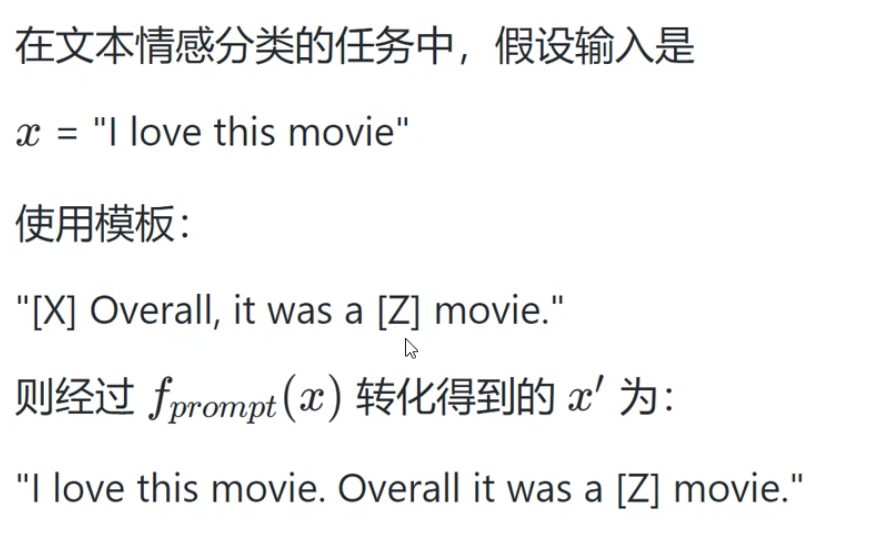 在文本情感分类的任务中，假设输入是
x = "I love this movie"
使用模板：
"[X] Overall, it was a [Z] movie."
则经过 f_prompt(x) 转化得到的 x′ 为：
"I love this movie. Overall it was a [Z] movie."